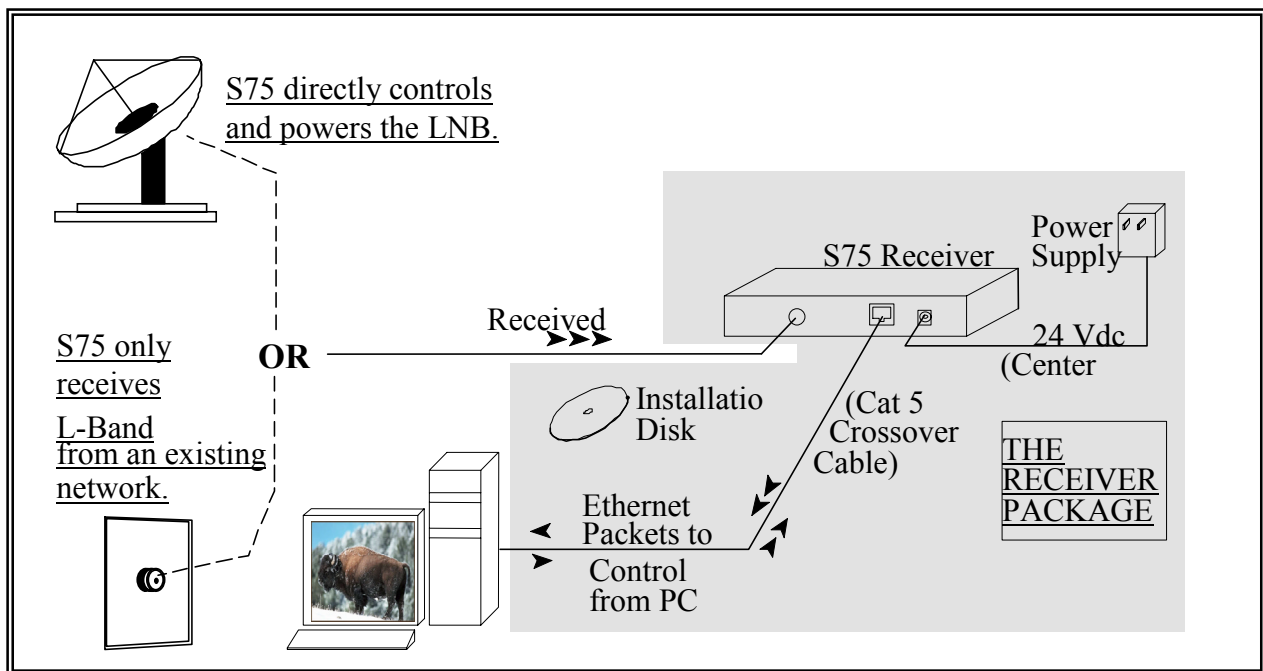 S75 directly controls
and powers the LNB.
Power
Supply
S75 Receiver
Received
24 Vdc
(Center
S75 only
receives
L-Band
from an existing
network.
OR
Installatio
Disk
(Cat 5
Crossover
Cable)
THE
RECEIVER
PACKAGE
Ethernet
Packets to
Control
from PC